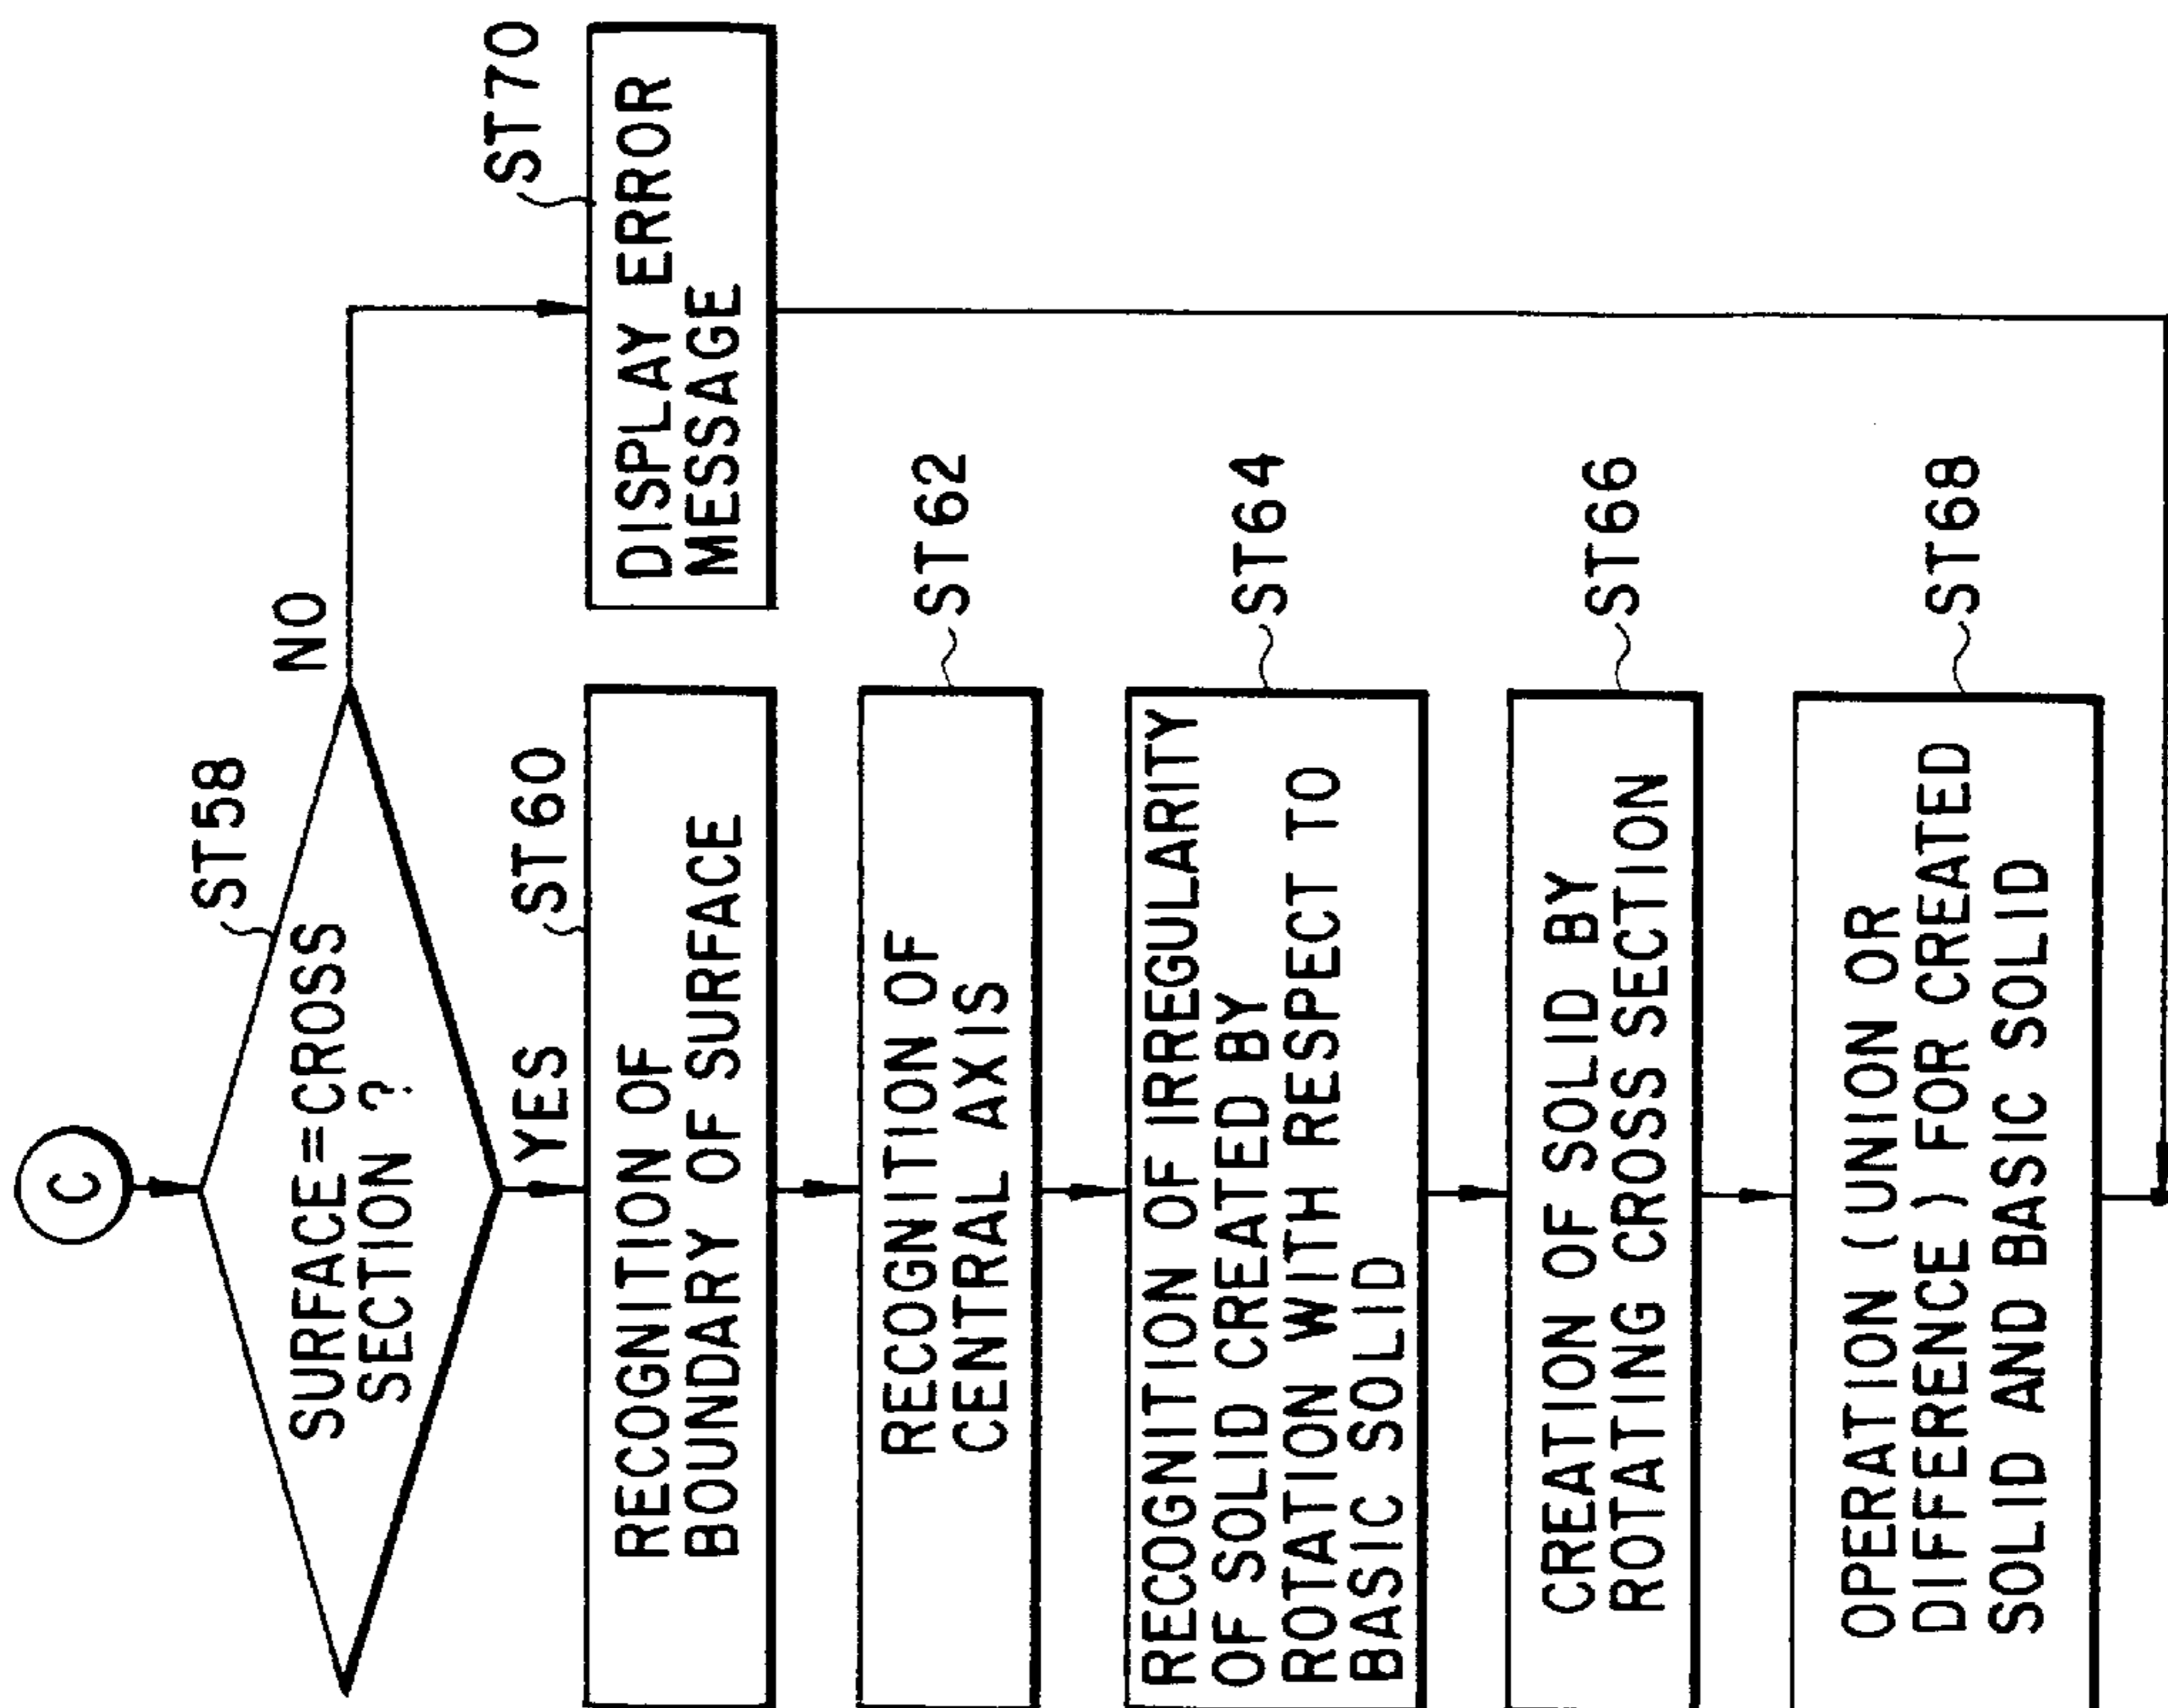 C
ST58
SURFACE=CROSS
SECTION ?
NO
YES
ST60
RECOGNITION OF
BOUNDARY OF SURFACE
ST70
DISPLAY ERROR
MESSAGE
ST62
RECOGNITION OF
CENTRAL AXIS
ST64
RECOGNITION OF IRREGULARITY
OF SOLID CREATED BY
ROTATION WITH RESPECT TO
BASIC SOLID
ST66
CREATION OF SOLID BY
ROTATING CROSS SECTION
ST68
OPERATION (UNION OR
DIFFERENCE) FOR CREATED
SOLID AND BASIC SOLID